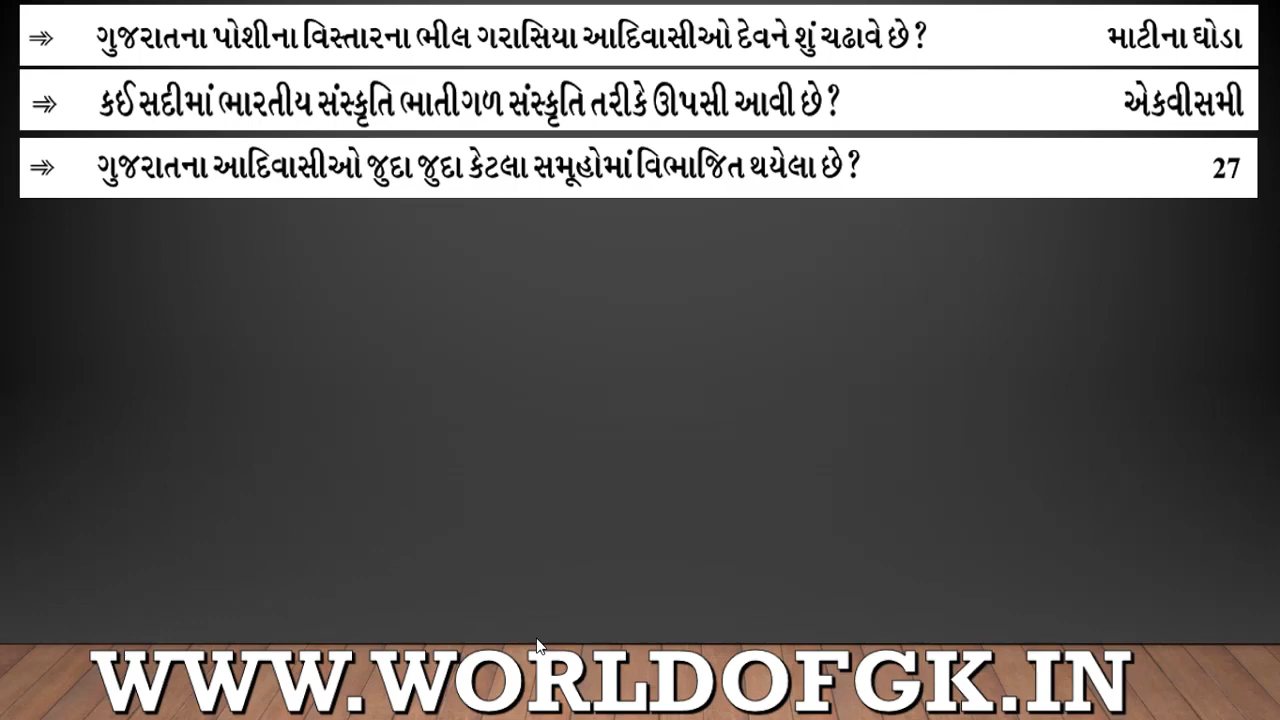 ⇒ ગુજરાતના પોશીના વિસ્તારના ભીલ ગરાસિયા આદિવાસીઓ દેવને શું ચઢાવે છે? માટીના ઘોડા
⇒ કઈ સદીમાં ભારતીય સંસ્કૃતિ ભાતીગળ સંસ્કૃતિ તરીકે ઊપસી આવી છે? એકવીસમી
⇒ ગુજરાતના આદિવાસીઓ જુદા જુદા કેટલા સમૂહોમાં વિભાજિત થયેલા છે? 27
WWW.WORLDOFGK.IN